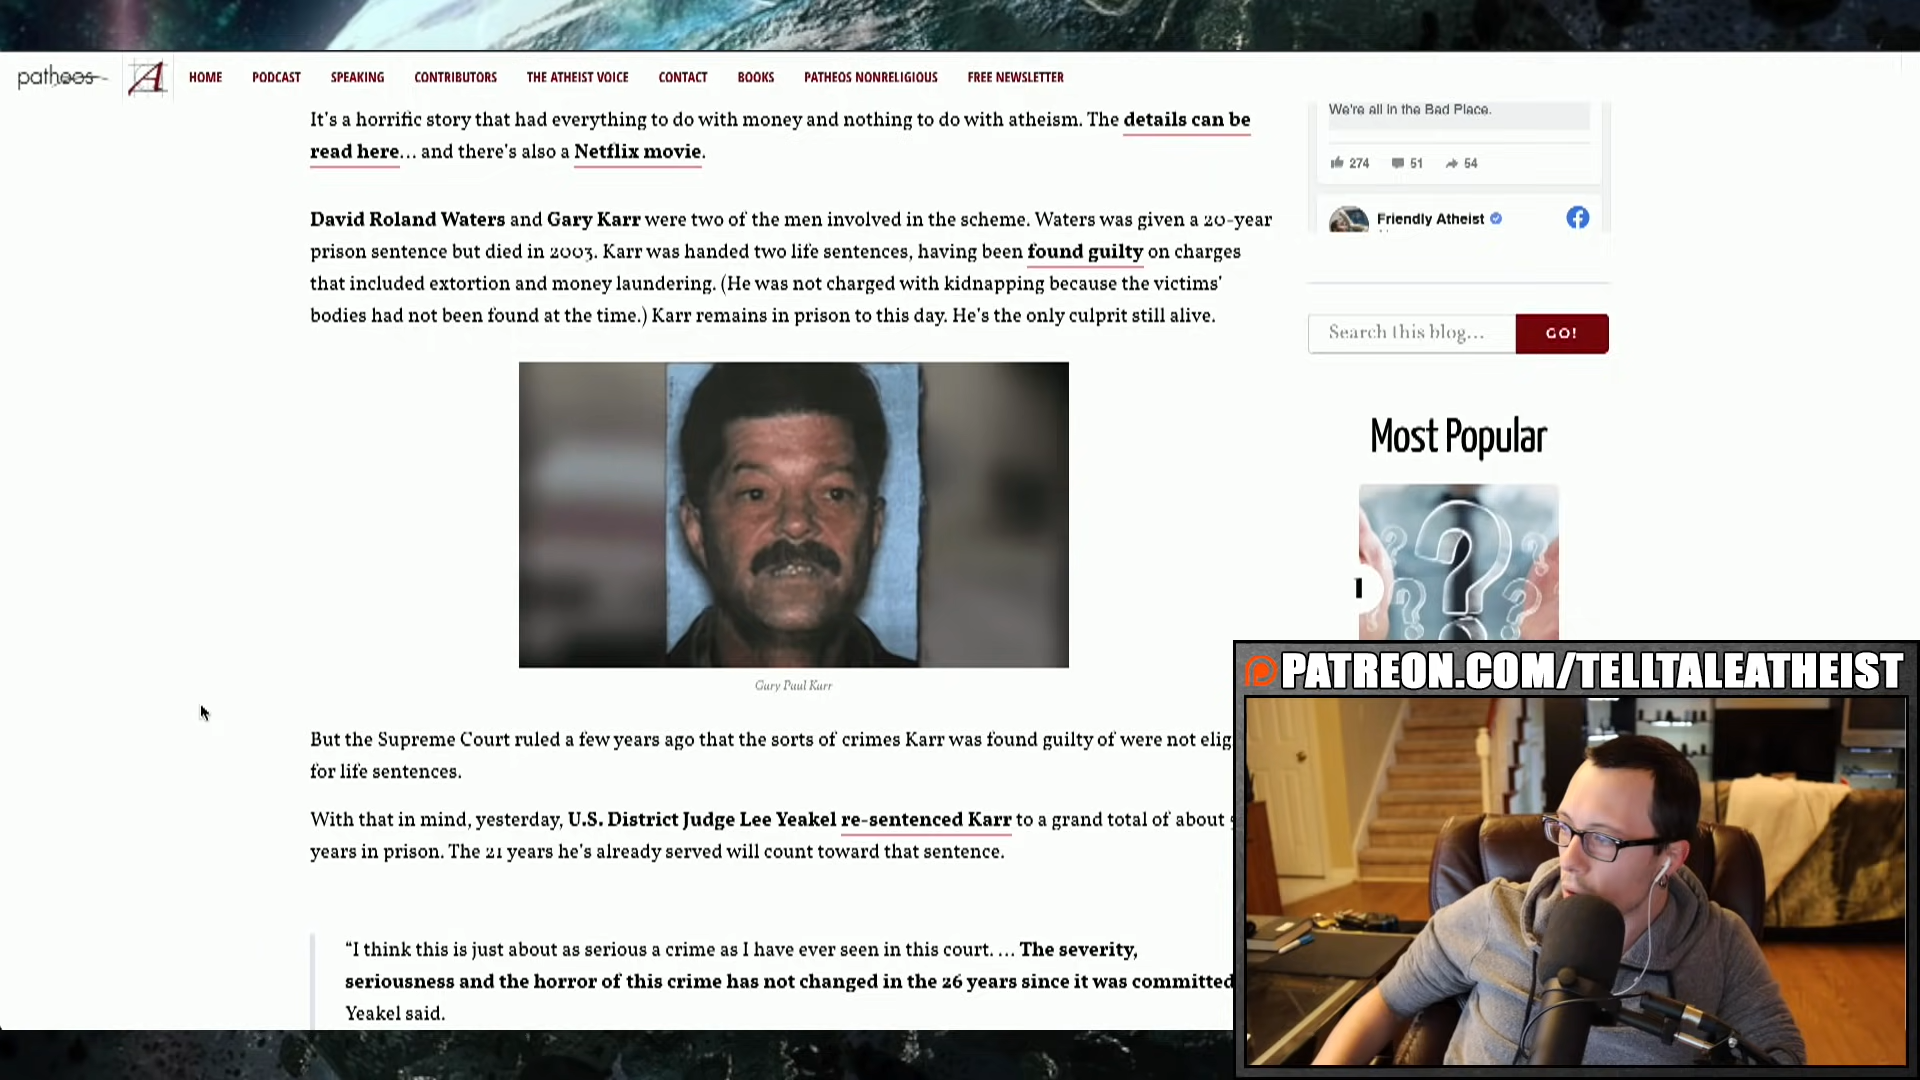 patheos
A
HOME
PODCAST
SPEAKING
CONTRIBUTORS
THE ATHEIST VOICE
CONTACT
BOOKS
PATHEOS NONRELIGIOUS
FREE NEWSLETTER
It's a horrific story that had everything to do with money and nothing to do with atheism. The details can be
read here… and there's also a Netflix movie.
David Roland Waters and Gary Karr were two of the men involved in the scheme. Waters was given a 20-year
prison sentence but died in 2003. Karr was handed two life sentences, having been found guilty on charges
that included extortion and money laundering. (He was not charged with kidnapping because the victims'
bodies had not been found at the time.) Karr remains in prison to this day. He's the only culprit still alive.
Gary Paul Karr
But the Supreme Court ruled a few years ago that the sorts of crimes Karr was found guilty of were not elig
for life sentences.
With that in mind, yesterday, U.S. District Judge Lee Yeakel re-sentenced Karr to a grand total of about
years in prison. The 21 years he's already served will count toward that sentence.
“I think this is just about as serious a crime as I have ever seen in this court. … The severity,
seriousness and the horror of this crime has not changed in the 26 years since it was committed
Yeakel said.
We're all in the Bad Place.
274
51
54
Friendly Atheist
Search this blog…
GO!
Most Popular
PATREON.COM/TELLTALEATHEIST